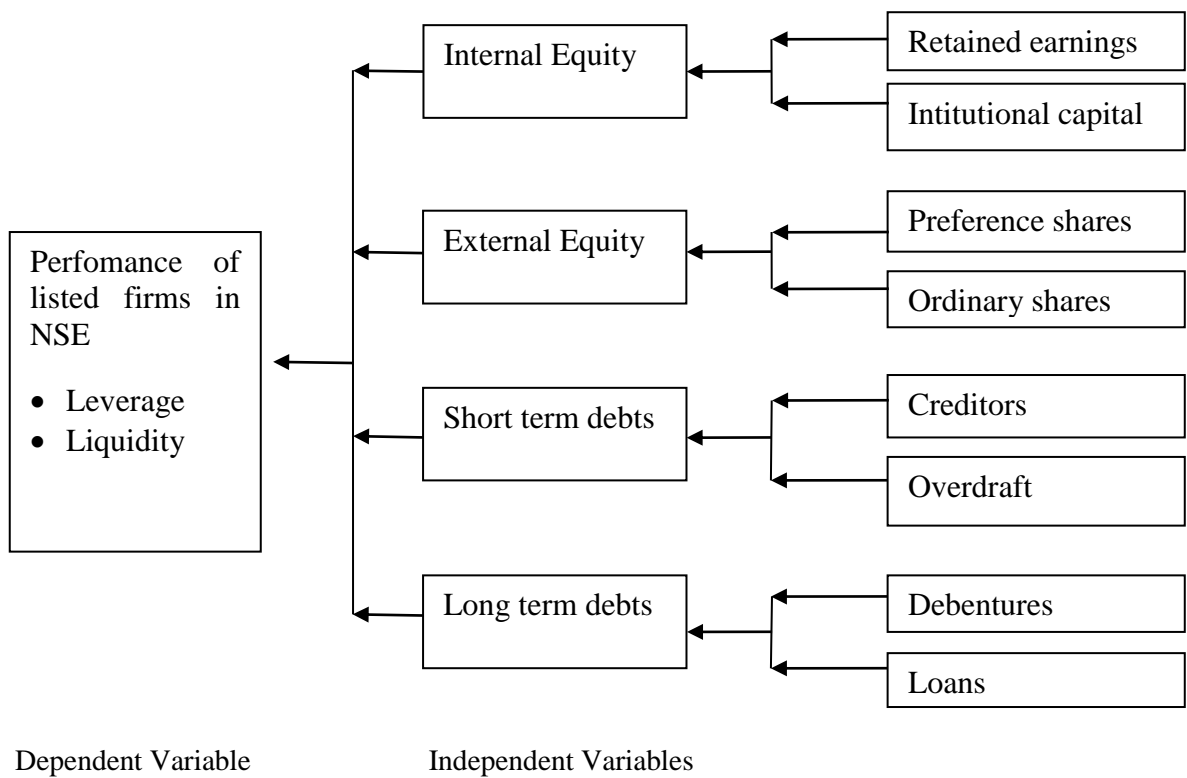 Internal Equity
Retained earnings
Intitutional capital
External Equity
Preference shares
Ordinary shares
Perfomance of
listed firms in
NSE
• Leverage
• Liquidity
Short term debts
Creditors
Overdraft
Long term debts
Debentures
Loans
Dependent Variable
Independent Variables